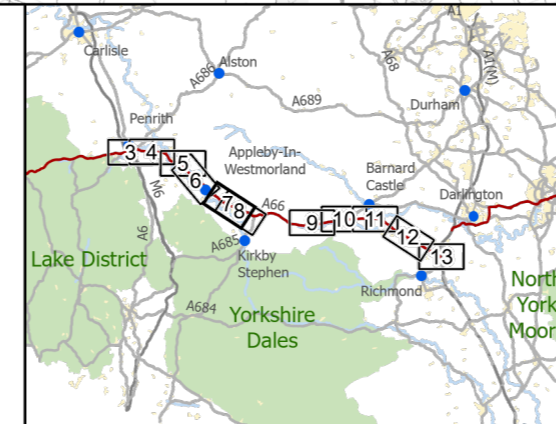 A1
Carlisle
A68
A1(M)
Alston
A686
A689
Durham
Penrith
3 4
5
6
Appleby-In-
Westmorland
Barnard
Castle
Darlington
M6
7
8
A66
9
10
11
12
13
A6
A685
Kirkby
Stephen
Richmond
Lake District
A684
Yorkshire
Dales
North
York
Moor